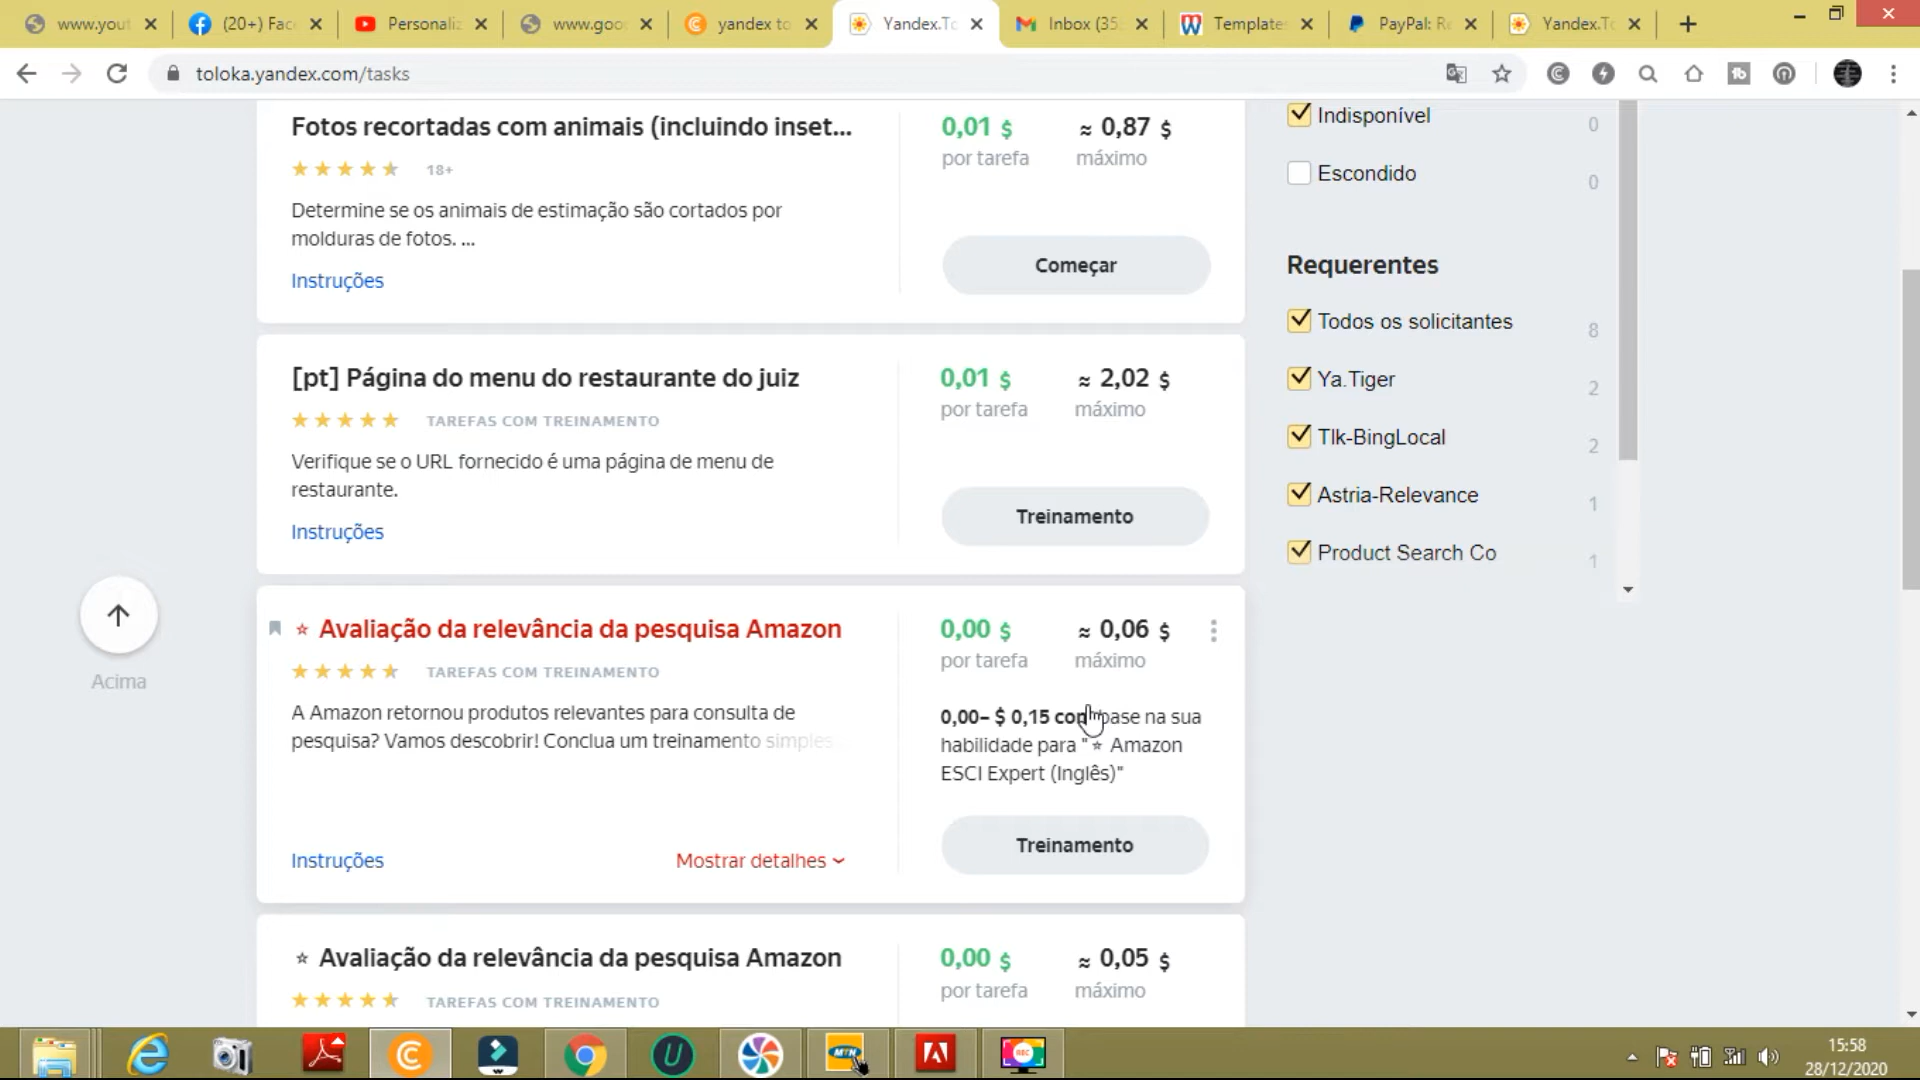 www.yout
(20+) Fac
Personaliz
www.goo
yandex to
Yandex.To
Inbox (35
Template
PayPal: R
Yandex.To
toloka.yandex.com/tasks
Fotos recortadas com animais (incluindo inset...
18+
Determine se os animais de estimação são cortados por
molduras de fotos. ...
Instruções
0,01 $
por tarefa
≈ 0,87 $
máximo
Começar
[pt] Página do menu do restaurante do juiz
TAREFAS COM TREINAMENTO
Verifique se o URL fornecido é uma página de menu de
restaurante.
Instruções
0,01 $
por tarefa
≈ 2,02 $
máximo
Treinamento
Avaliação da relevância da pesquisa Amazon
TAREFAS COM TREINAMENTO
A Amazon retornou produtos relevantes para consulta de
pesquisa? Vamos descobrir! Conclua um treinamento simples
Instruções
Mostrar detalhes
0,00 $
por tarefa
≈ 0,06 $
máximo
0,00– $ 0,15 com base na sua
habilidade para "☆ Amazon
ESCI Expert (Inglês)"
Treinamento
Avaliação da relevância da pesquisa Amazon
TAREFAS COM TREINAMENTO
0,00 $
por tarefa
≈ 0,05 $
máximo
Acima
Indisponível 0
Escondido 0
Requerentes
Todos os solicitantes 8
Ya.Tiger 2
Tlk-BingLocal 2
Astria-Relevance 1
Product Search Co 1
MTN
15:58
28/12/2020